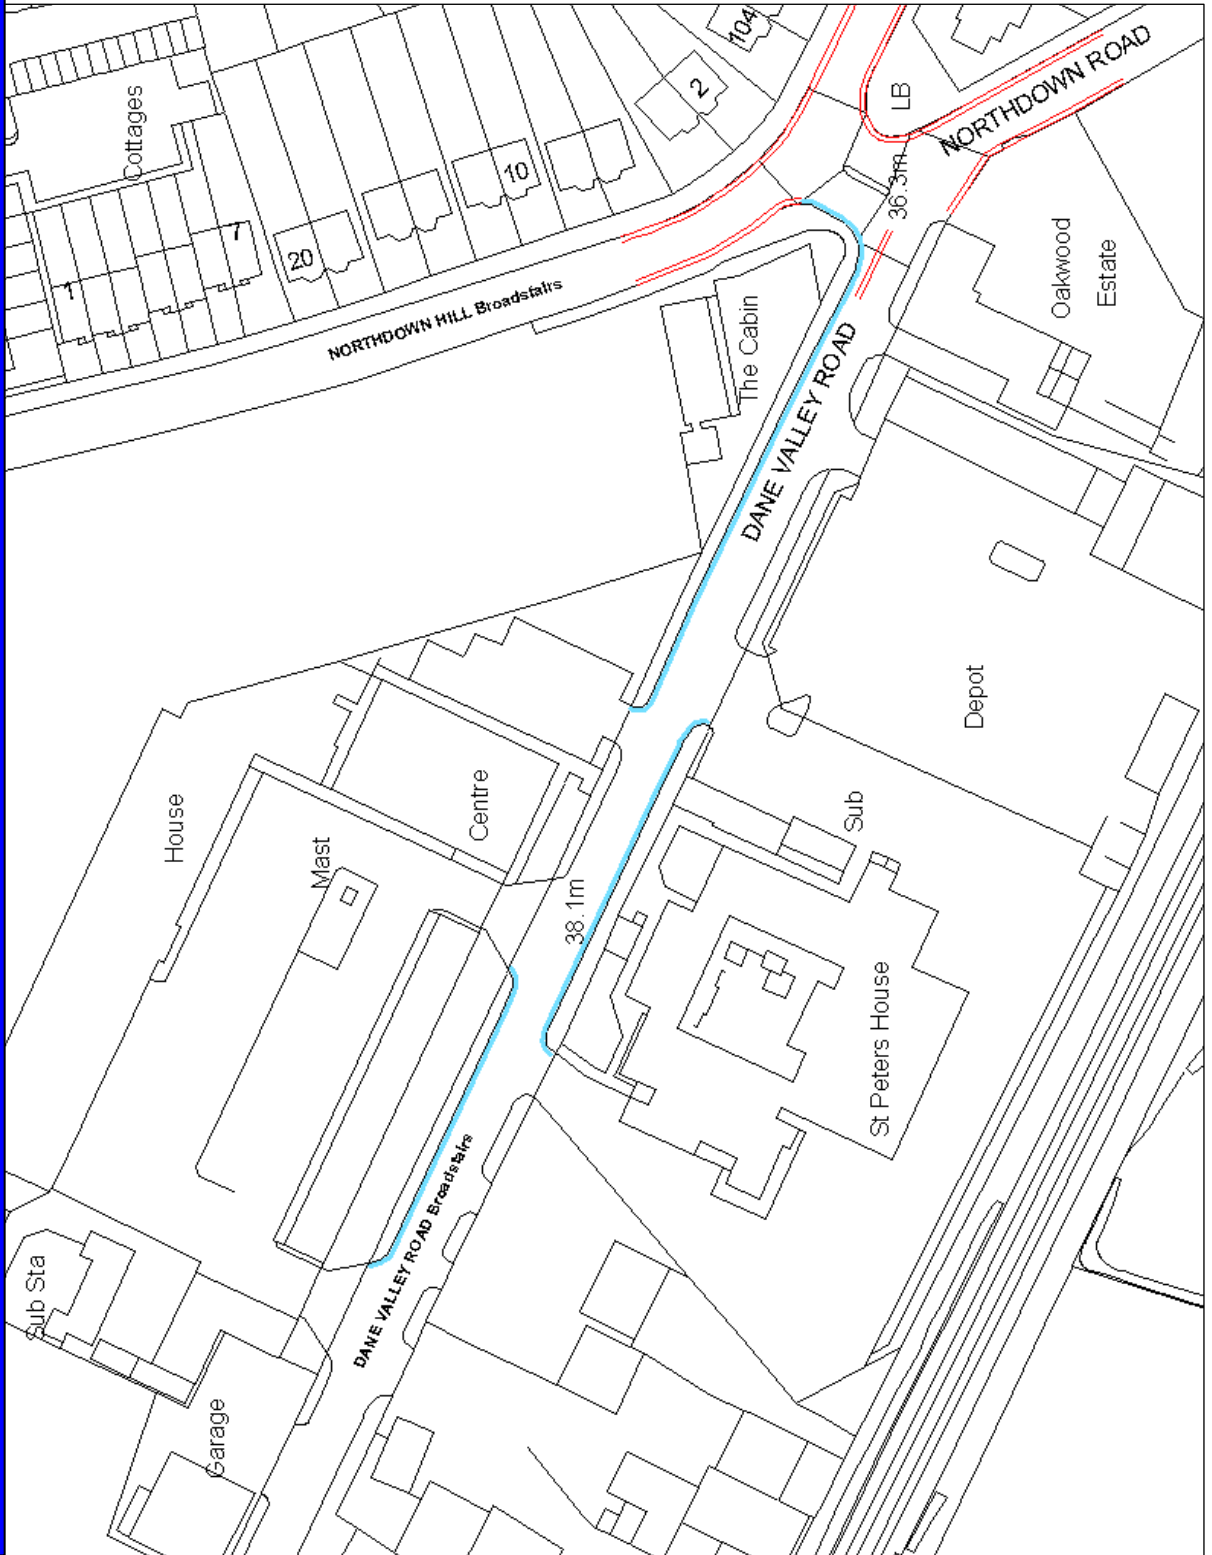 104
2
Cottages
LB
NORTHDOWN ROAD
10
36.3m
7
20
1
Oakwood
Estate
NORTHDOWN HILL Broadstairs
The Cabin
DANE VALLEY ROAD
Depot
House
Centre
Sub
Mast
38.1m
St Peters House
DANE VALLEY ROAD Broadstairs
Sub Sta
Garage